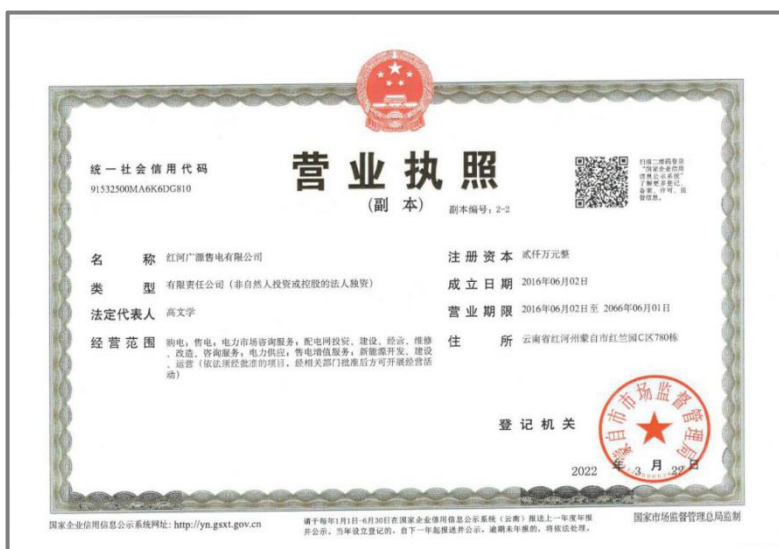 统一社会信用代码
91532500MA6K6DG810
营业执照
(副 本)
副本编号：2-2
扫描二维码登录
“国家企业信用
信息公示系统”
了解更多登记、
备案、许可、监
管信息。
名 称 红河广源售电有限公司
类 型 有限责任公司（非自然人投资或控股的法人独资）
法定代表人 高文学
经营范围 购电；售电；电力市场咨询服务；配电网投资、建设、经营、维修
、改造、咨询服务；电力供应；售电增值服务；新能源开发、建设
、运营（依法须经批准的项目，经相关部门批准后方可开展经营活
动）
注册资本 贰仟万元整
成立日期 2016年06月02日
营业期限 2016年06月02日至 2066年06月01日
住 所 云南省红河州蒙自市红竺园C区780栋
登记机关
蒙自市市场监督管理局
2022 年 3 月 29 日
国家企业信用信息公示系统网址：http://yn.gsxt.gov.cn
请于每年1月1日-6月30日在国家企业信用信息公示系统（云南）报送上一年度年报
并公示。当年设立登记的，自下一年起报送并公示。逾期未年报的，将依法处理。
国家市场监督管理总局监制